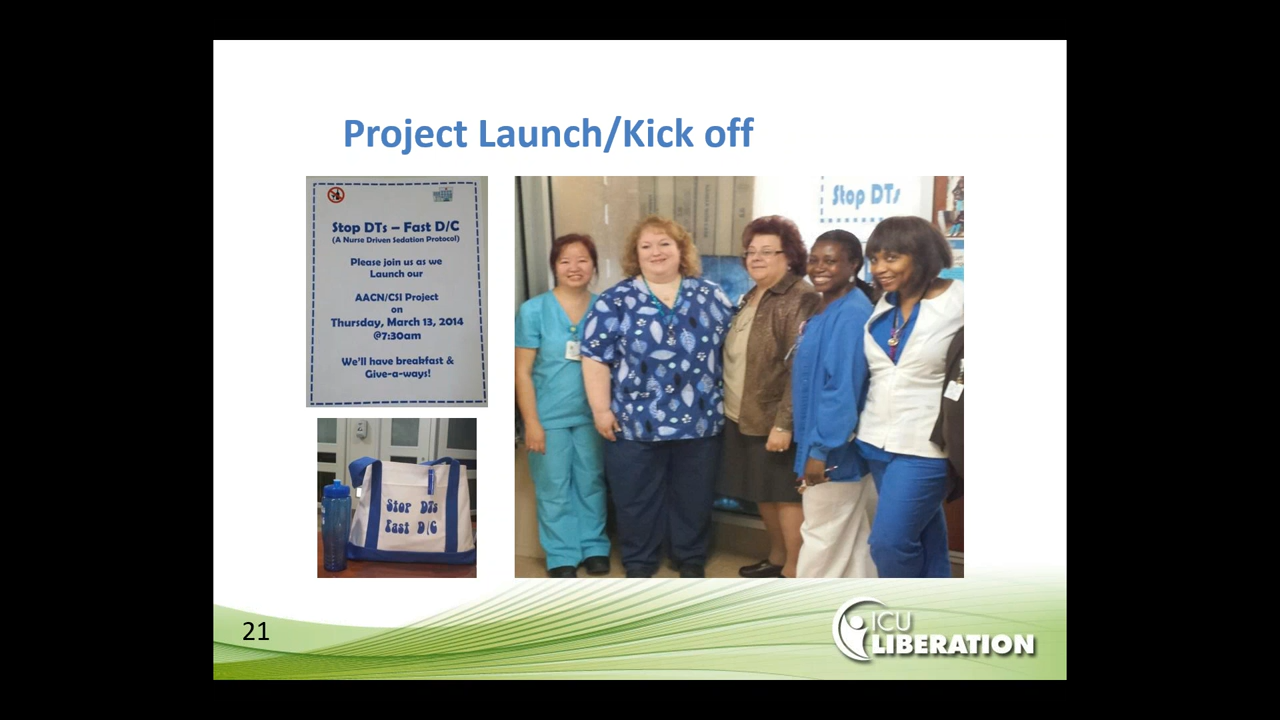 Project Launch/Kick off
Stop DTs – Fast D/C
(A Nurse Driven Sedation Protocol)
Please join us as we
Launch our
AACN/CSI Project
on
Thursday, March 13, 2014
@7:30am
We'll have breakfast &
Give-a-ways!
Stop DTs
Stop DTs
Fast D/C
21
ICU
LIBERATION